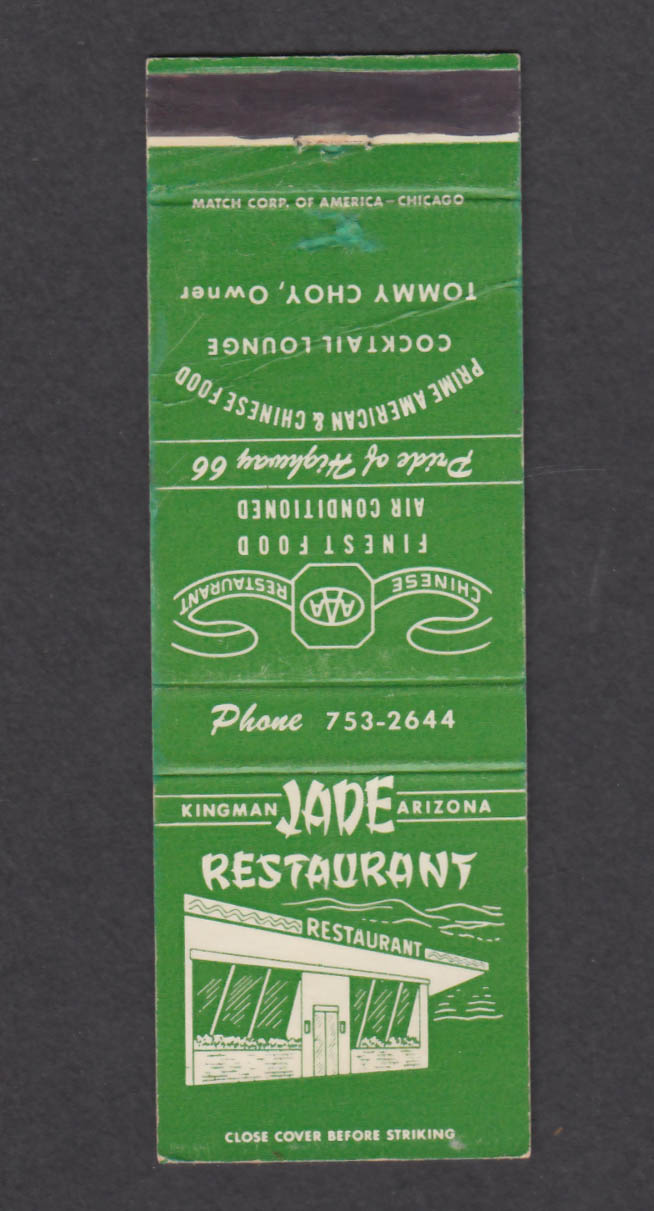 MATCH CORP. OF AMERICA - CHICAGO
KINGMAN JADE ARIZONA
RESTAURANT
RESTAURANT
CLOSE COVER BEFORE STRIKING
Phone 753-2644
CHINESE AAA RESTAURANT
FINEST FOOD
AIR CONDITIONED
Pride of Highway 66
PRIME AMERICAN & CHINESE FOOD
COCKTAIL LOUNGE
TOMMY CHOY, Owner